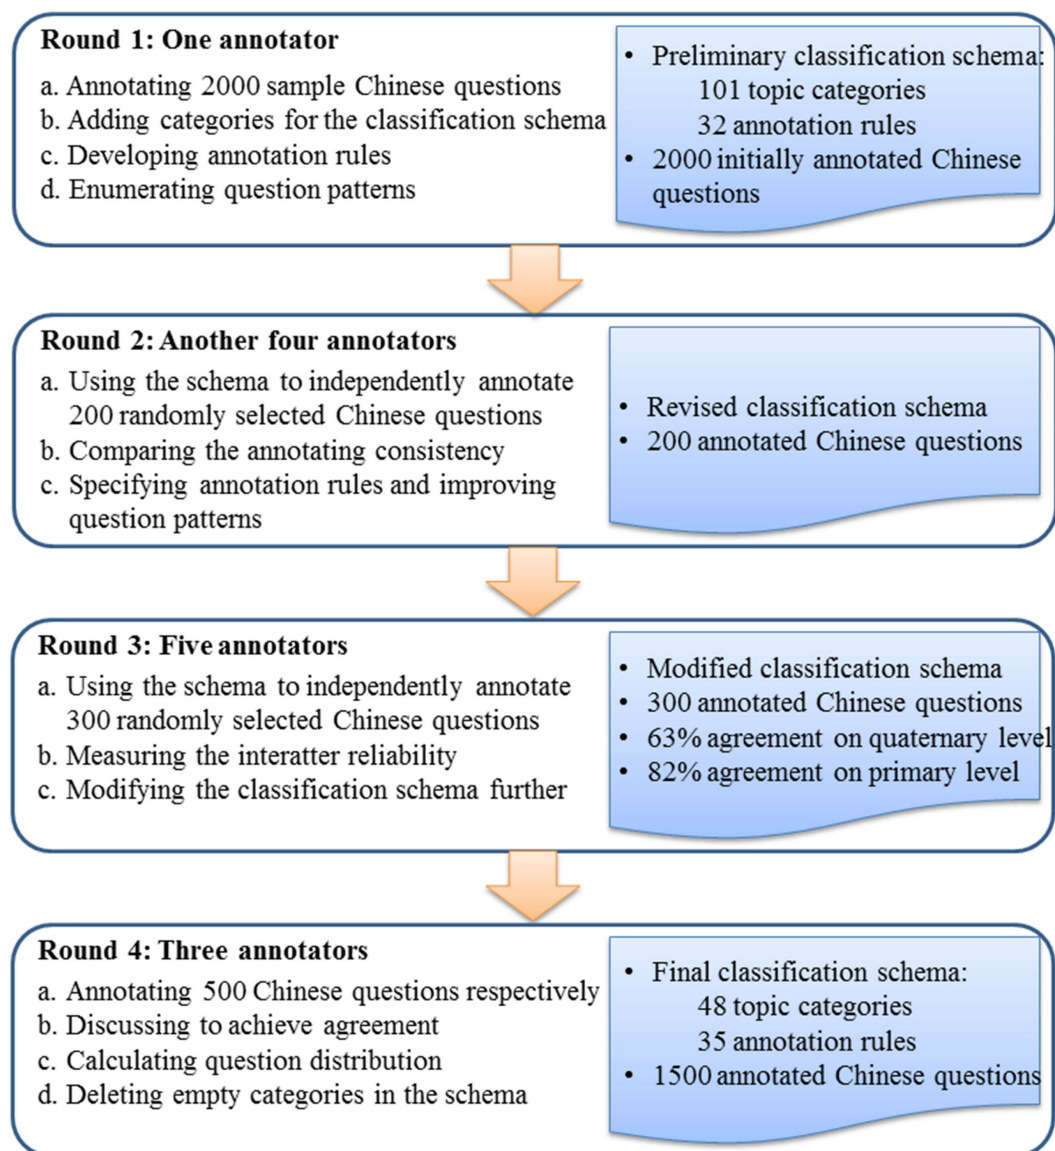 Round 1: One annotator
a. Annotating 2000 sample Chinese questions
b. Adding categories for the classification schema
c. Developing annotation rules
d. Enumerating question patterns
• Preliminary classification schema:
101 topic categories
32 annotation rules
• 2000 initially annotated Chinese
questions
Round 2: Another four annotators
a. Using the schema to independently annotate
200 randomly selected Chinese questions
b. Comparing the annotating consistency
c. Specifying annotation rules and improving
question patterns
• Revised classification schema
• 200 annotated Chinese questions
Round 3: Five annotators
a. Using the schema to independently annotate
300 randomly selected Chinese questions
b. Measuring the interatter reliability
c. Modifying the classification schema further
• Modified classification schema
• 300 annotated Chinese questions
• 63% agreement on quaternary level
• 82% agreement on primary level
Round 4: Three annotators
a. Annotating 500 Chinese questions respectively
b. Discussing to achieve agreement
c. Calculating question distribution
d. Deleting empty categories in the schema
• Final classification schema:
48 topic categories
35 annotation rules
• 1500 annotated Chinese questions